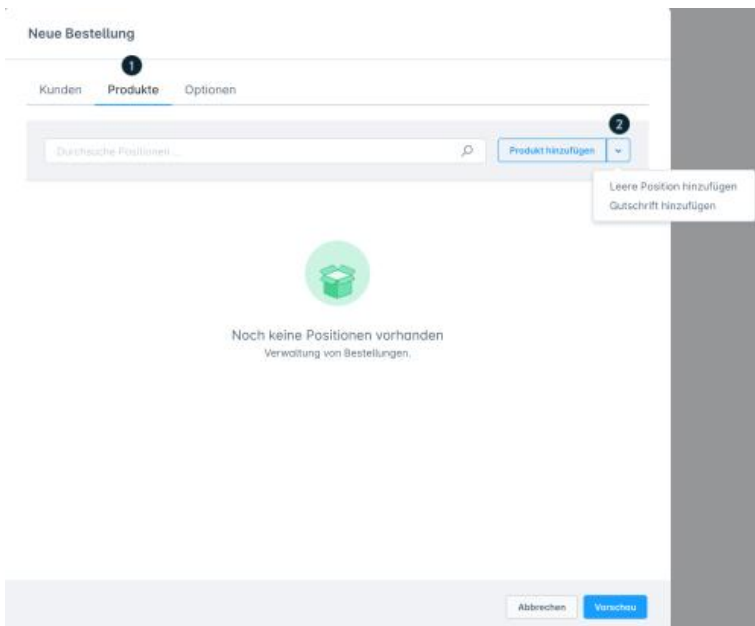 Neue Bestellung
1
Kunden Produkte Optionen
2
Durchsuche Positionen...
Produkt hinzufügen
Leere Position hinzufügen
Gutschrift hinzufügen
Noch keine Positionen vorhanden
Verwaltung von Bestellungen.
Abbrechen Vorschau